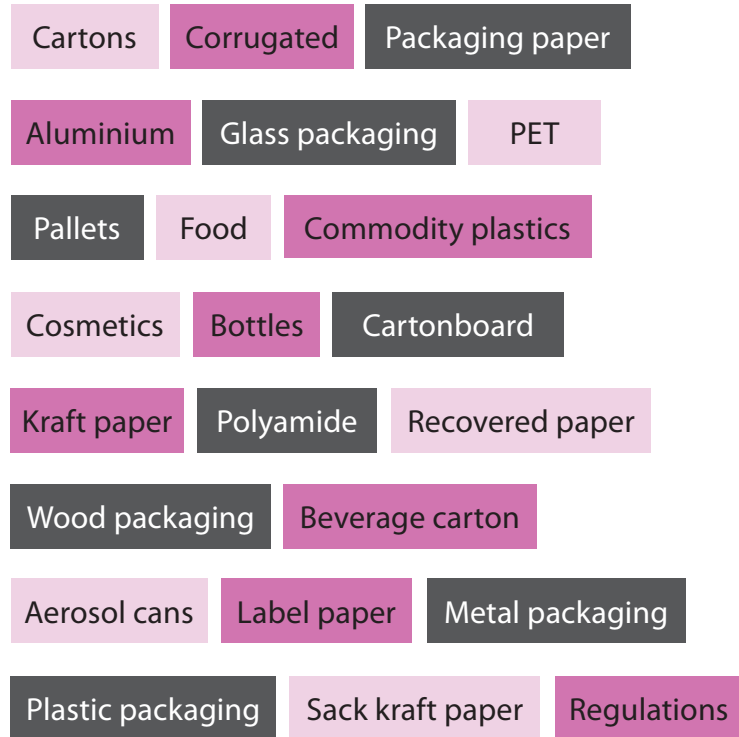 Cartons Corrugated Packaging paper
Aluminium Glass packaging PET
Pallets Food Commodity plastics
Cosmetics Bottles Cartonboard
Kraft paper Polyamide Recovered paper
Wood packaging Beverage carton
Aerosol cans Label paper Metal packaging
Plastic packaging Sack kraft paper Regulations